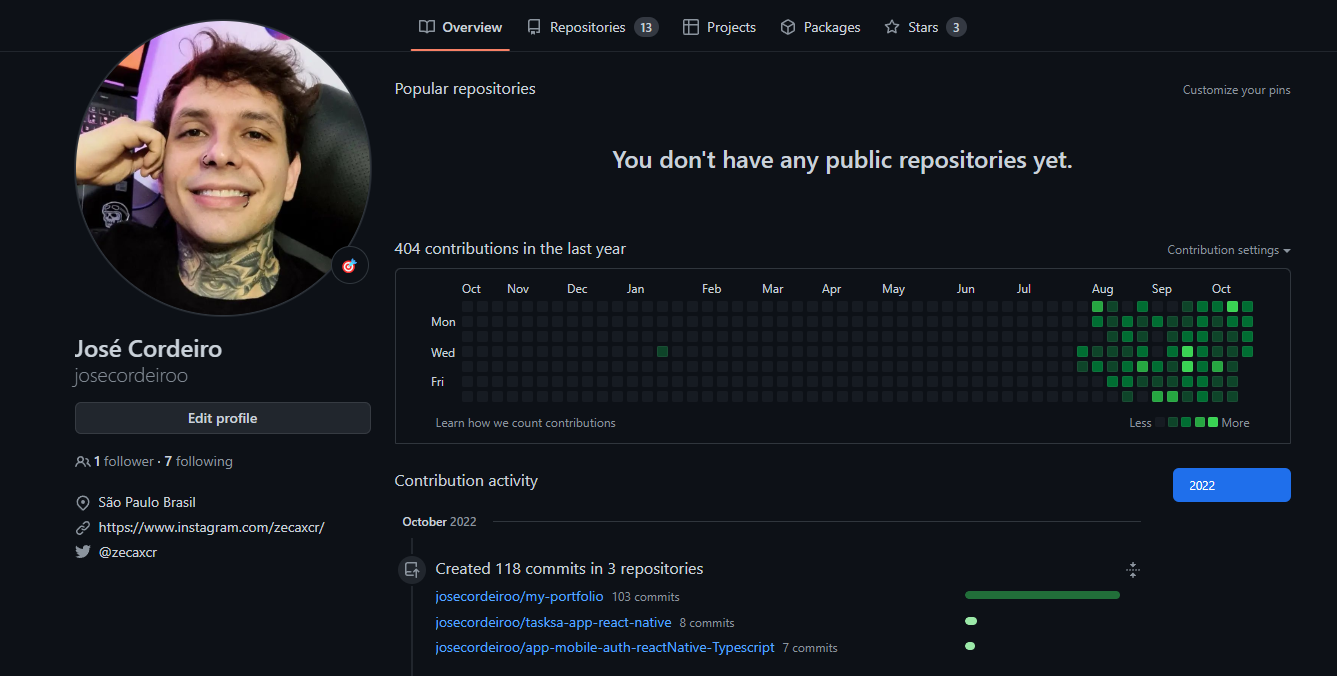 Overview Repositories 13 Projects Packages Stars 3
Popular repositories Customize your pins
You don't have any public repositories yet.
404 contributions in the last year Contribution settings
Oct Nov Dec Jan Feb Mar Apr May Jun Jul Aug Sep Oct
Mon
Wed
Fri
Learn how we count contributions Less More
José Cordeiro
josecordeiroo
Edit profile
1 follower · 7 following
São Paulo Brasil
https://www.instagram.com/zecaxcr/
@zecaxcr
Contribution activity 2022
October 2022
Created 118 commits in 3 repositories
josecordeiroo/my-portfolio 103 commits
josecordeiroo/tasksa-app-react-native 8 commits
josecordeiroo/app-mobile-auth-reactNative-Typescript 7 commits